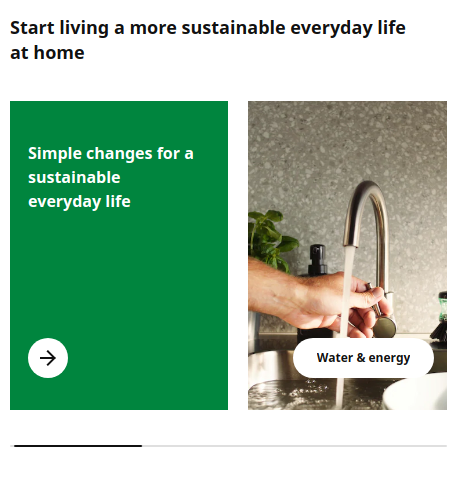 Start living a more sustainable everyday life
at home
Simple changes for a
sustainable
everyday life
Water & energy